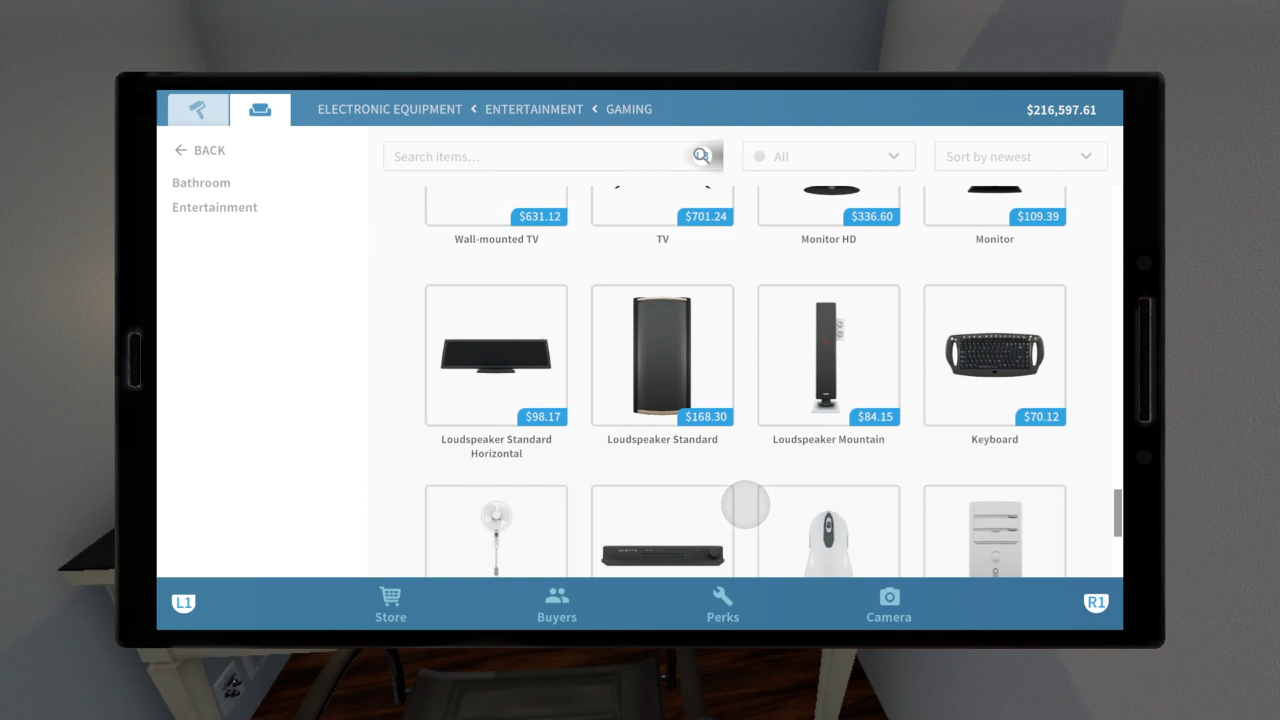 ELECTRONIC EQUIPMENT < ENTERTAINMENT < GAMING
$216,597.61
BACK
Bathroom
Entertainment
Search items...
All
Sort by newest
$631.12
$701.24
$336.60
$109.39
Wall-mounted TV
TV
Monitor HD
Monitor
$98.17
$168.30
$84.15
$70.12
Loudspeaker Standard
Horizontal
Loudspeaker Standard
Loudspeaker Mountain
Keyboard
L1
Store
Buyers
Perks
Camera
R1